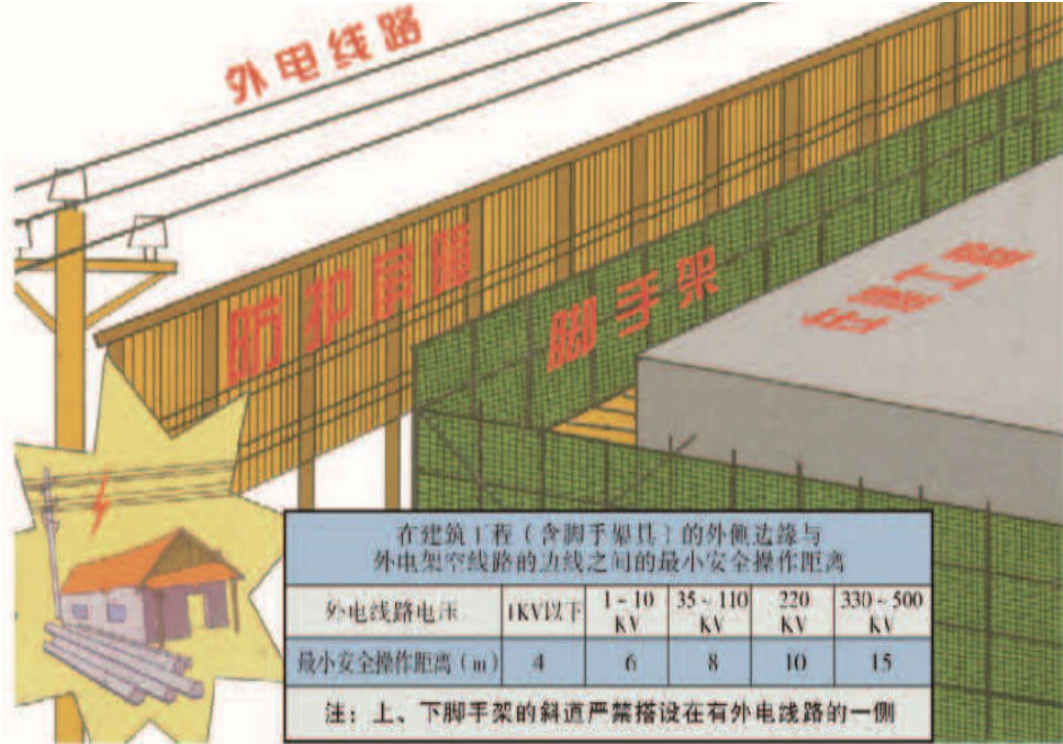 外电线路
防护屏障
脚手架
在建工程
在建筑工程（含脚手架具）的外侧边缘与
外电架空线路的边线之间的最小安全操作距离
外电线路电压 1KV以下 1~10 KV 35~110 KV 220 KV 330~500 KV
最小安全操作距离（m） 4 6 8 10 15
注：上、下脚手架的斜道严禁搭设在有外电线路的一侧